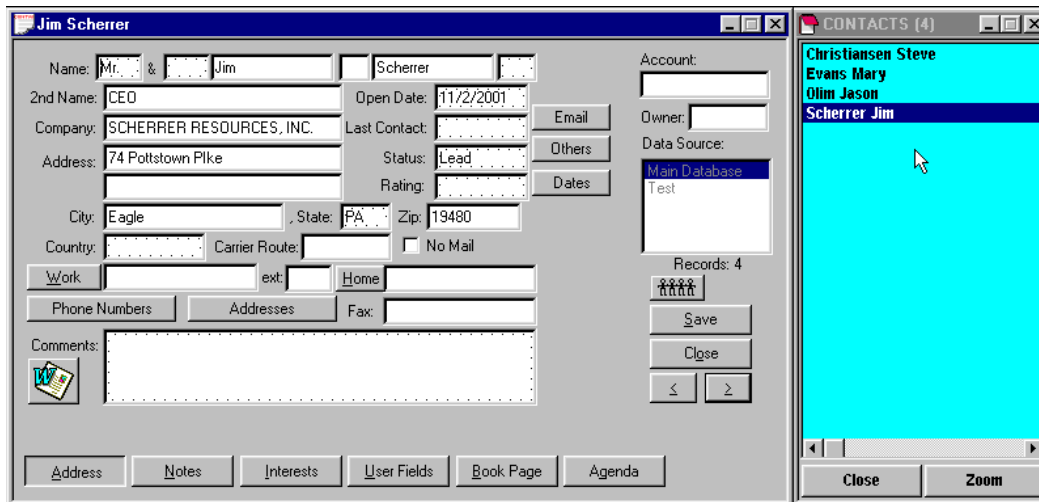 Jim Scherrer
Name: Mr. & Jim Scherrer
2nd Name: CEO Open Date: 11/2/2001
Company: SCHERRER RESOURCES, INC. Last Contact: Email
Address: 74 Pottstown PIke Status: Lead Others
Rating: Dates
City: Eagle , State: PA Zip: 19480
Country: Carrier Route: No Mail
Work ext: Home
Phone Numbers Addresses Fax:
Comments:
Account:
Owner:
Data Source:
Main Database
Test
Records: 4
Save
Close
< >
Address Notes Interests User Fields Book Page Agenda
CONTACTS (4)
Christiansen Steve
Evans Mary
Olim Jason
Scherrer Jim
Close Zoom